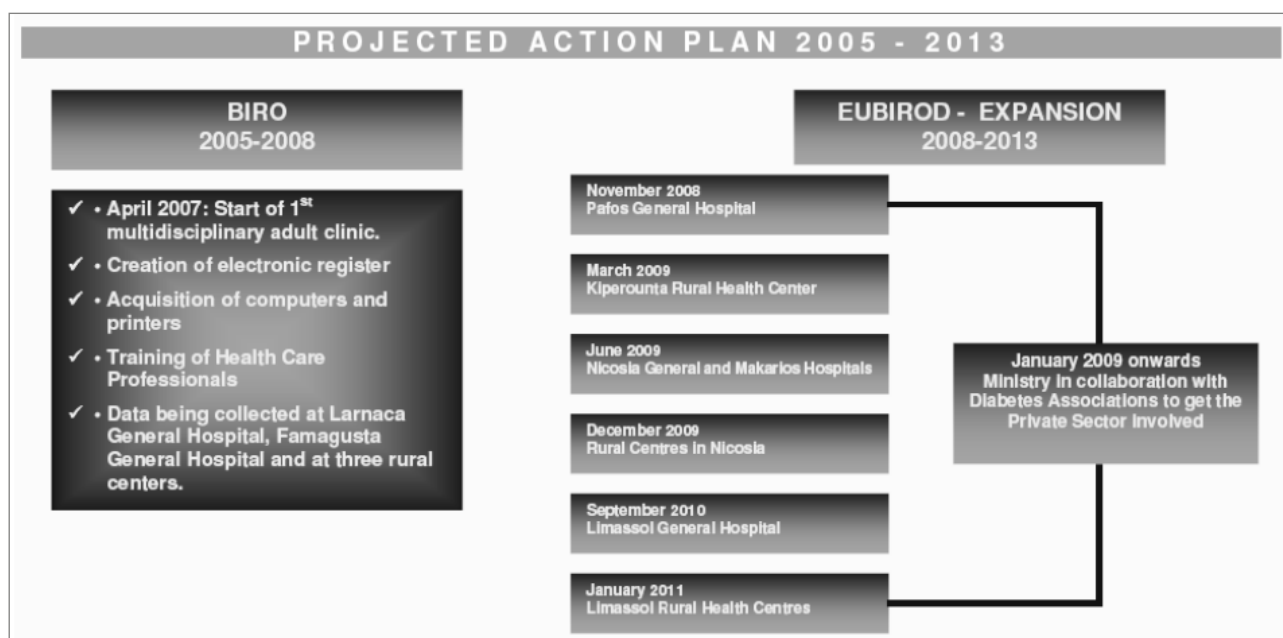 PROJECTED ACTION PLAN 2005 - 2013
BIRO
2005-2008
✓ • April 2007: Start of 1st
multidisciplinary adult clinic.
✓ • Creation of electronic register
✓ • Acquisition of computers and
printers
✓ • Training of Health Care
Professionals
✓ • Data being collected at Larnaca
General Hospital, Famagusta
General Hospital and at three rural
centers.
EUBIROD - EXPANSION
2008-2013
November 2008
Pafos General Hospital
March 2009
Kiperounta Rural Health Center
June 2009
Nicosia General and Makarios Hospitals
December 2009
Rural Centres in Nicosia
September 2010
Limassol General Hospital
January 2011
Limassol Rural Health Centres
January 2009 onwards
Ministry in collaboration with
Diabetes Associations to get the
Private Sector Involved